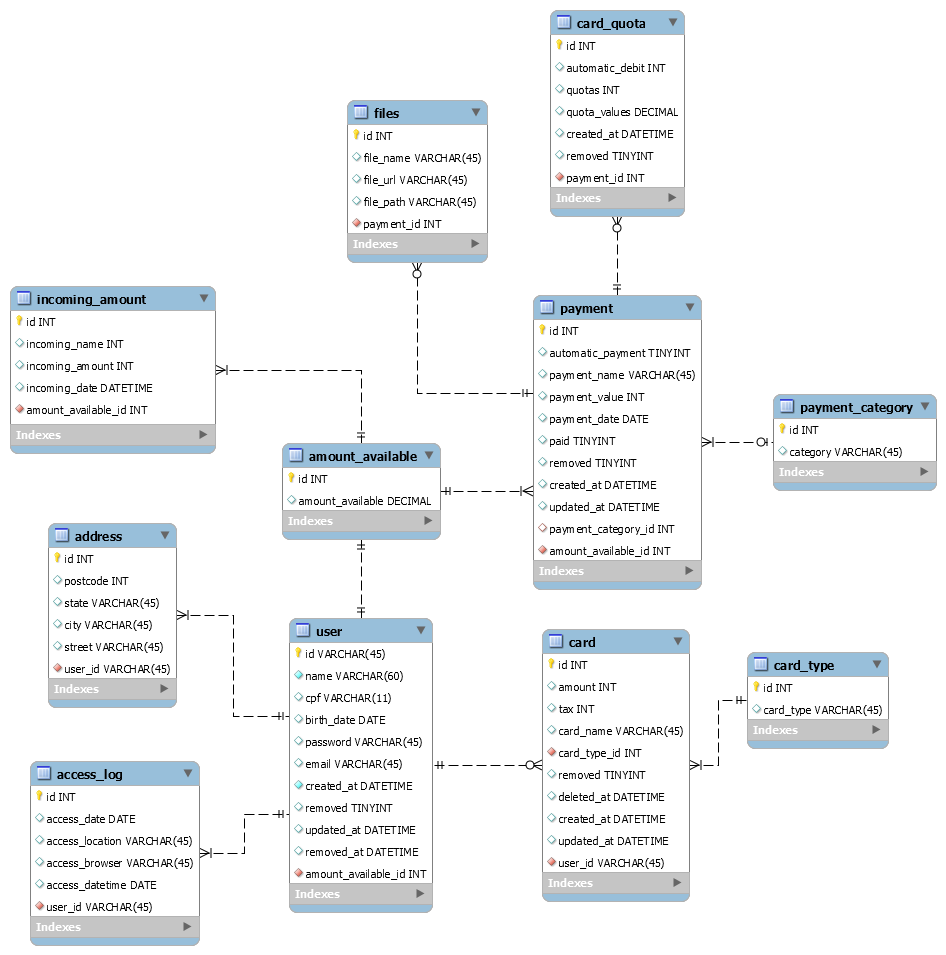 card_quota
id INT
automatic_debit INT
quotas INT
quota_values DECIMAL
created_at DATETIME
removed TINYINT
payment_id INT
Indexes
files
id INT
file_name VARCHAR(45)
file_url VARCHAR(45)
file_path VARCHAR(45)
payment_id INT
Indexes
incoming_amount
id INT
incoming_name INT
incoming_amount INT
incoming_date DATETIME
amount_available_id INT
Indexes
payment
id INT
automatic_payment TINYINT
payment_name VARCHAR(45)
payment_value INT
payment_date DATE
paid TINYINT
removed TINYINT
created_at DATETIME
updated_at DATETIME
payment_category_id INT
amount_available_id INT
Indexes
payment_category
id INT
category VARCHAR(45)
Indexes
amount_available
id INT
amount_available DECIMAL
Indexes
address
id INT
postcode INT
state VARCHAR(45)
city VARCHAR(45)
street VARCHAR(45)
user_id VARCHAR(45)
Indexes
user
id VARCHAR(45)
name VARCHAR(60)
cpf VARCHAR(11)
birth_date DATE
password VARCHAR(45)
email VARCHAR(45)
created_at DATETIME
removed TINYINT
updated_at DATETIME
removed_at DATETIME
amount_available_id INT
Indexes
card
id INT
amount INT
tax INT
card_name VARCHAR(45)
card_type_id INT
removed TINYINT
deleted_at DATETIME
created_at DATETIME
updated_at DATETIME
user_id VARCHAR(45)
Indexes
card_type
id INT
card_type VARCHAR(45)
Indexes
access_log
id INT
access_date DATE
access_location VARCHAR(45)
access_browser VARCHAR(45)
access_datetime DATE
user_id VARCHAR(45)
Indexes